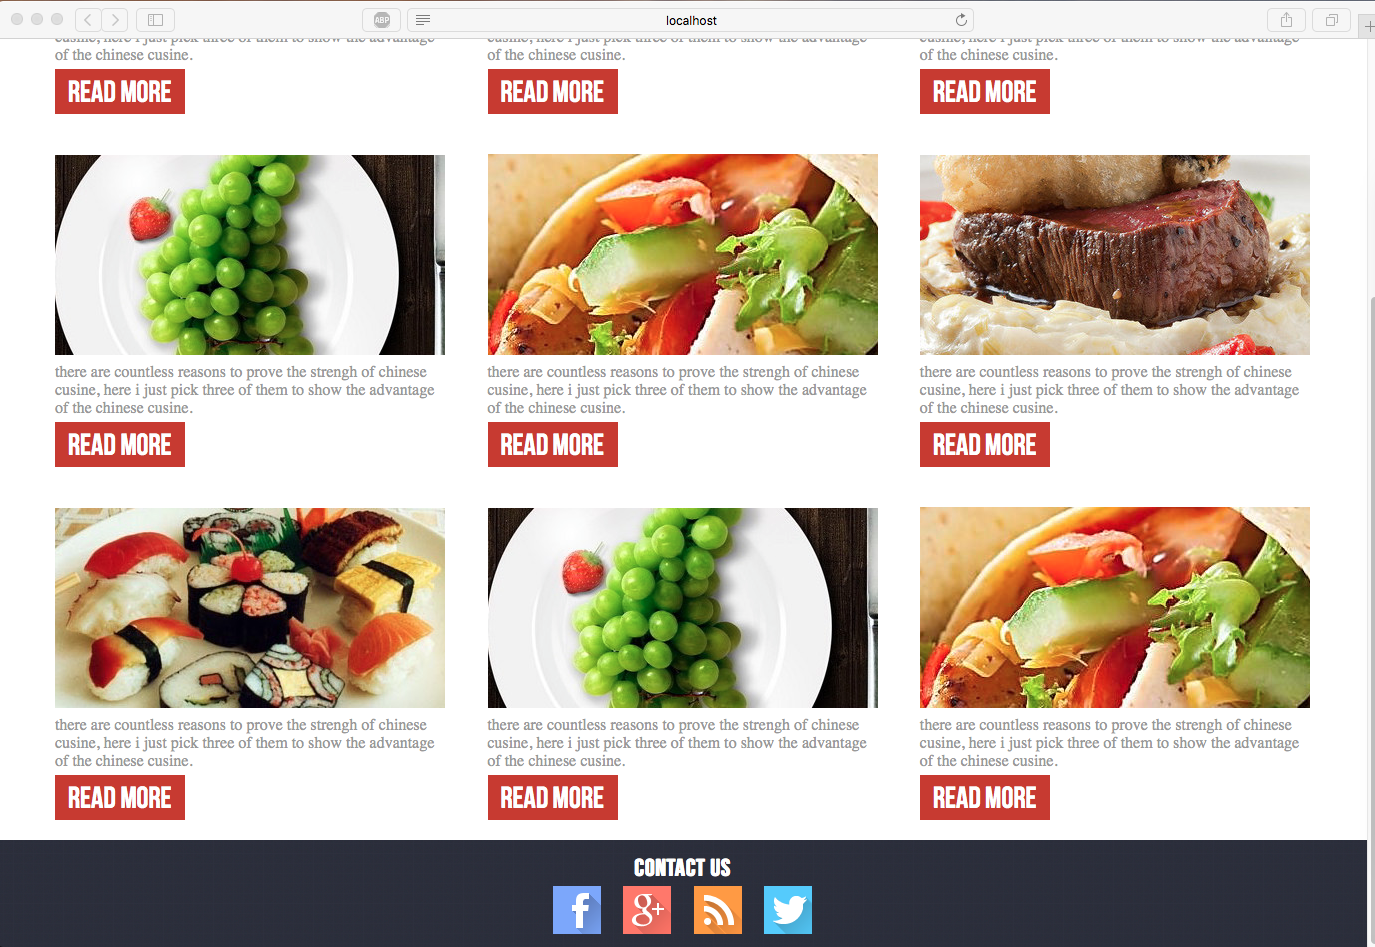 ABP
localhost
cusine, here i just pick three of them to show the advantage
of the chinese cusine.
READ MORE
cusine, here i just pick three of them to show the advantage
of the chinese cusine.
READ MORE
cusine, here i just pick three of them to show the advantage
of the chinese cusine.
READ MORE
there are countless reasons to prove the strengh of chinese
cusine, here i just pick three of them to show the advantage
of the chinese cusine.
READ MORE
there are countless reasons to prove the strengh of chinese
cusine, here i just pick three of them to show the advantage
of the chinese cusine.
READ MORE
there are countless reasons to prove the strengh of chinese
cusine, here i just pick three of them to show the advantage
of the chinese cusine.
READ MORE
there are countless reasons to prove the strengh of chinese
cusine, here i just pick three of them to show the advantage
of the chinese cusine.
READ MORE
there are countless reasons to prove the strengh of chinese
cusine, here i just pick three of them to show the advantage
of the chinese cusine.
READ MORE
there are countless reasons to prove the strengh of chinese
cusine, here i just pick three of them to show the advantage
of the chinese cusine.
READ MORE
CONTACT US
f g+